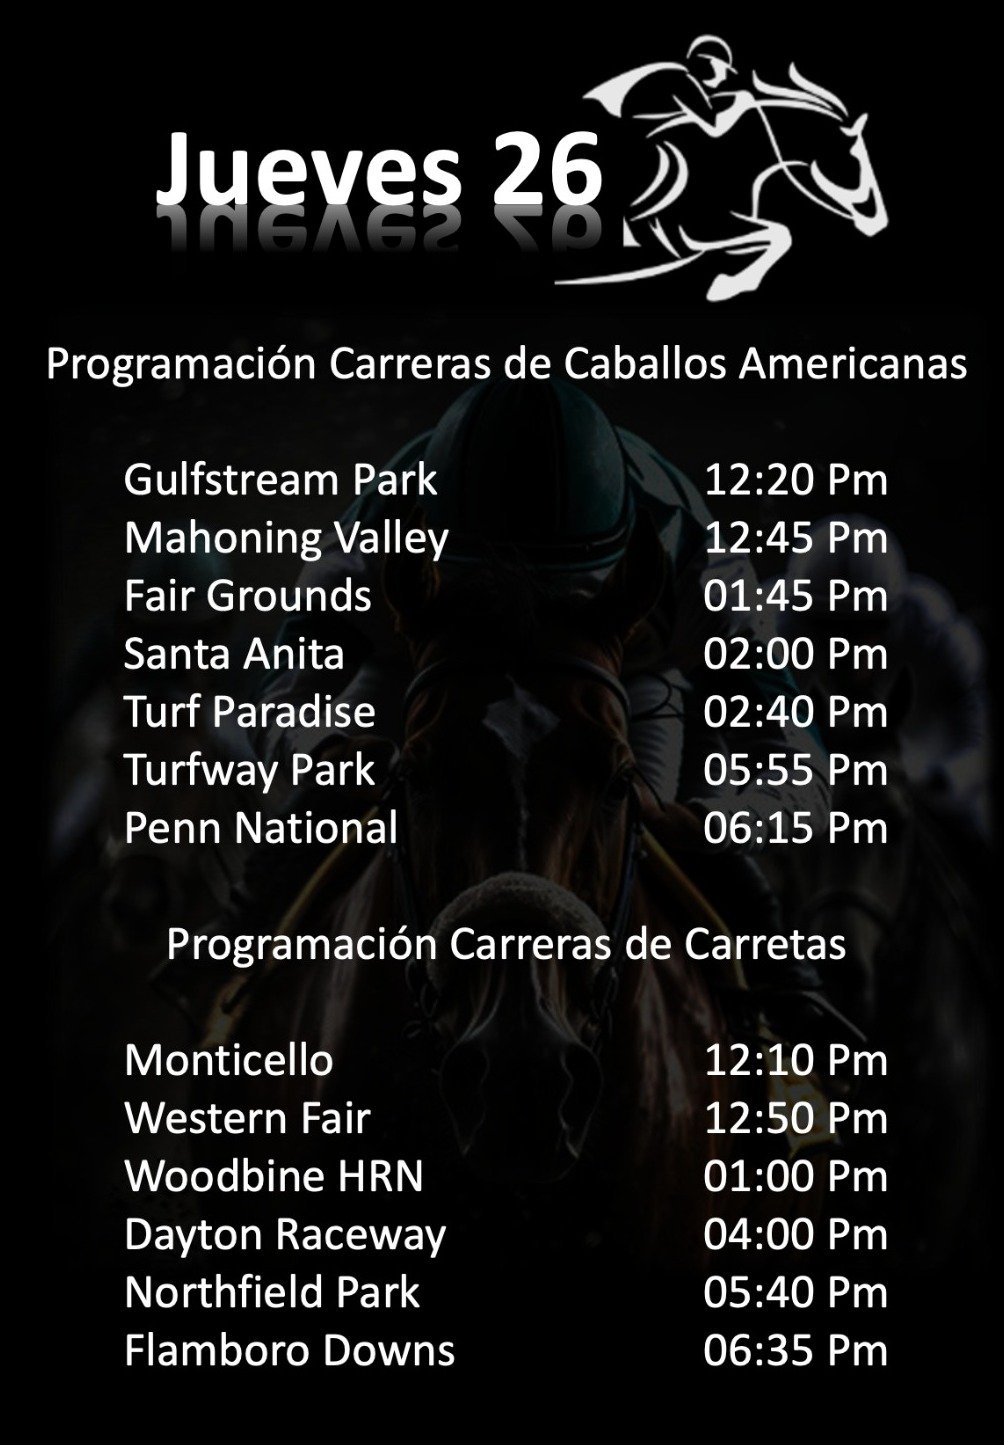 Jueves 26
Programación Carreras de Caballos Americanas
Gulfstream Park 12:20 Pm
Mahoning Valley 12:45 Pm
Fair Grounds 01:45 Pm
Santa Anita 02:00 Pm
Turf Paradise 02:40 Pm
Turfway Park 05:55 Pm
Penn National 06:15 Pm
Programación Carreras de Carretas
Monticello 12:10 Pm
Western Fair 12:50 Pm
Woodbine HRN 01:00 Pm
Dayton Raceway 04:00 Pm
Northfield Park 05:40 Pm
Flamboro Downs 06:35 Pm